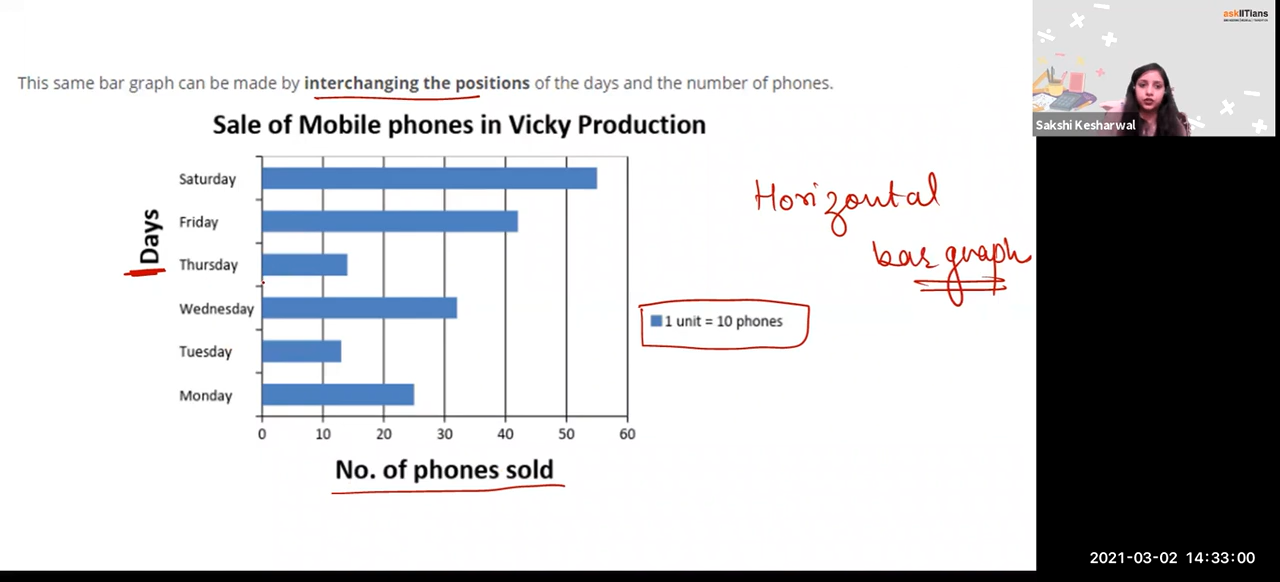 askIITians
This same bar graph can be made by interchanging the positions of the days and the number of phones.
Sakshi Kesharwal
Sale of Mobile phones in Vicky Production
Saturday
Friday
Thursday
Wednesday
Tuesday
Monday
Days
0 10 20 30 40 50 60
No. of phones sold
1 unit = 10 phones
Horizontal
bar graph
2021-03-02 14:33:00